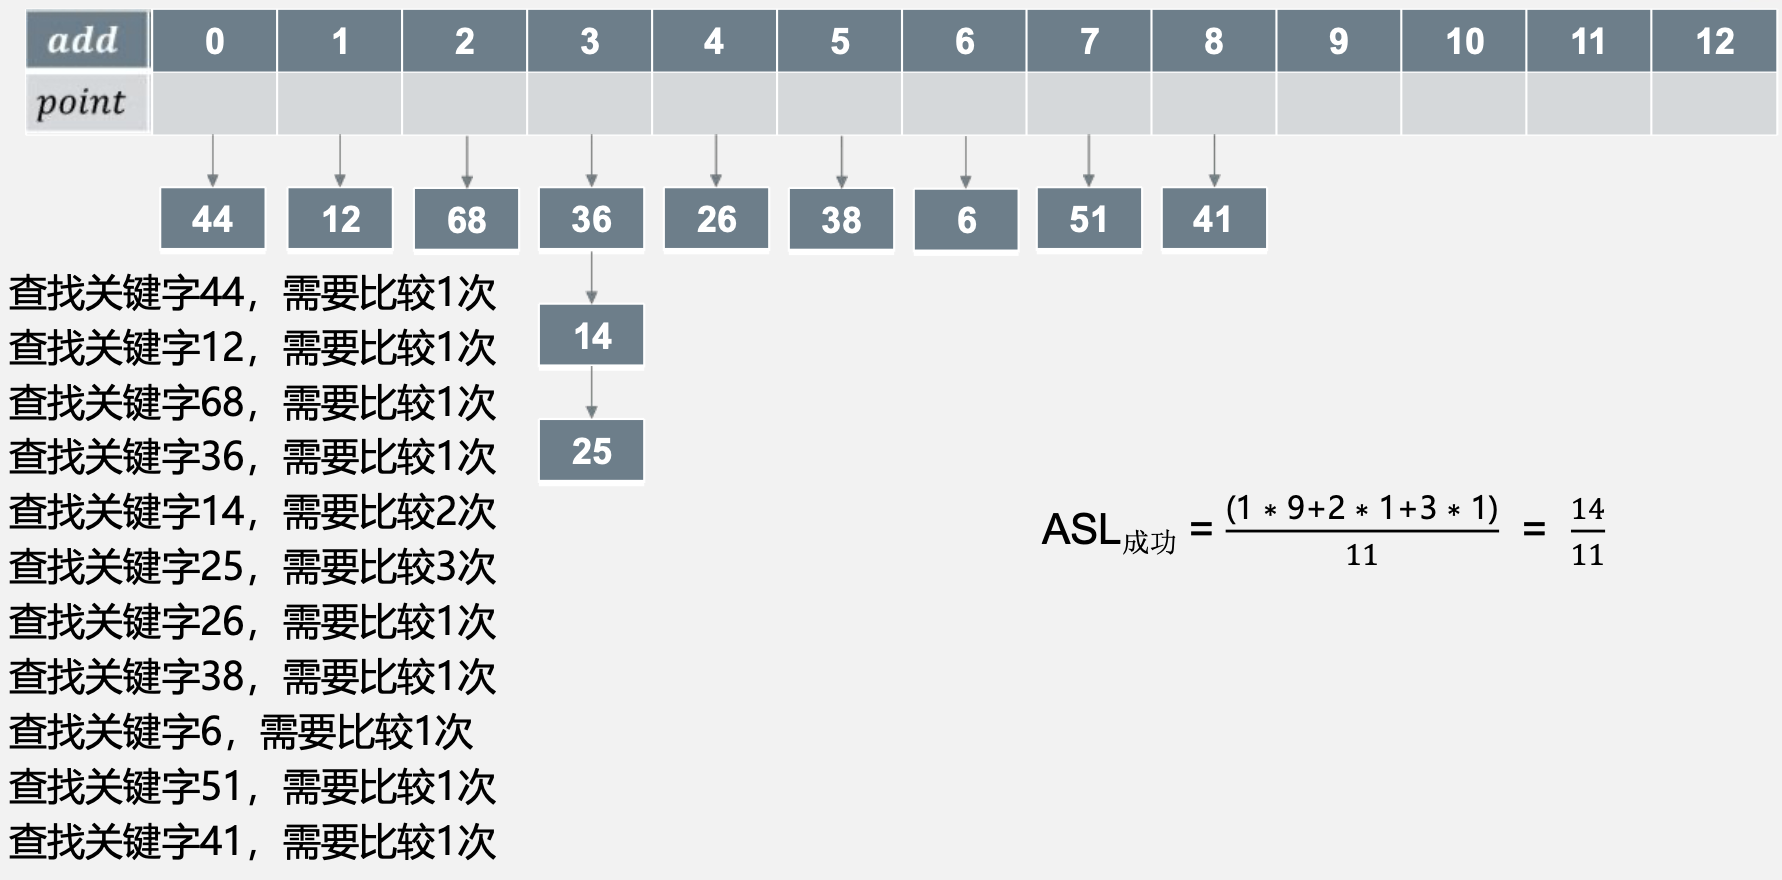 add 0 1 2 3 4 5 6 7 8 9 10 11 12
point
44 12 68 36 26 38 6 51 41
14
25
查找关键字44，需要比较1次
查找关键字12，需要比较1次
查找关键字68，需要比较1次
查找关键字36，需要比较1次
查找关键字14，需要比较2次
查找关键字25，需要比较3次
查找关键字26，需要比较1次
查找关键字38，需要比较1次
查找关键字6，需要比较1次
查找关键字51，需要比较1次
查找关键字41，需要比较1次
ASL成功 = (1 * 9+2 * 1+3 * 1) / 11 = 14 / 11